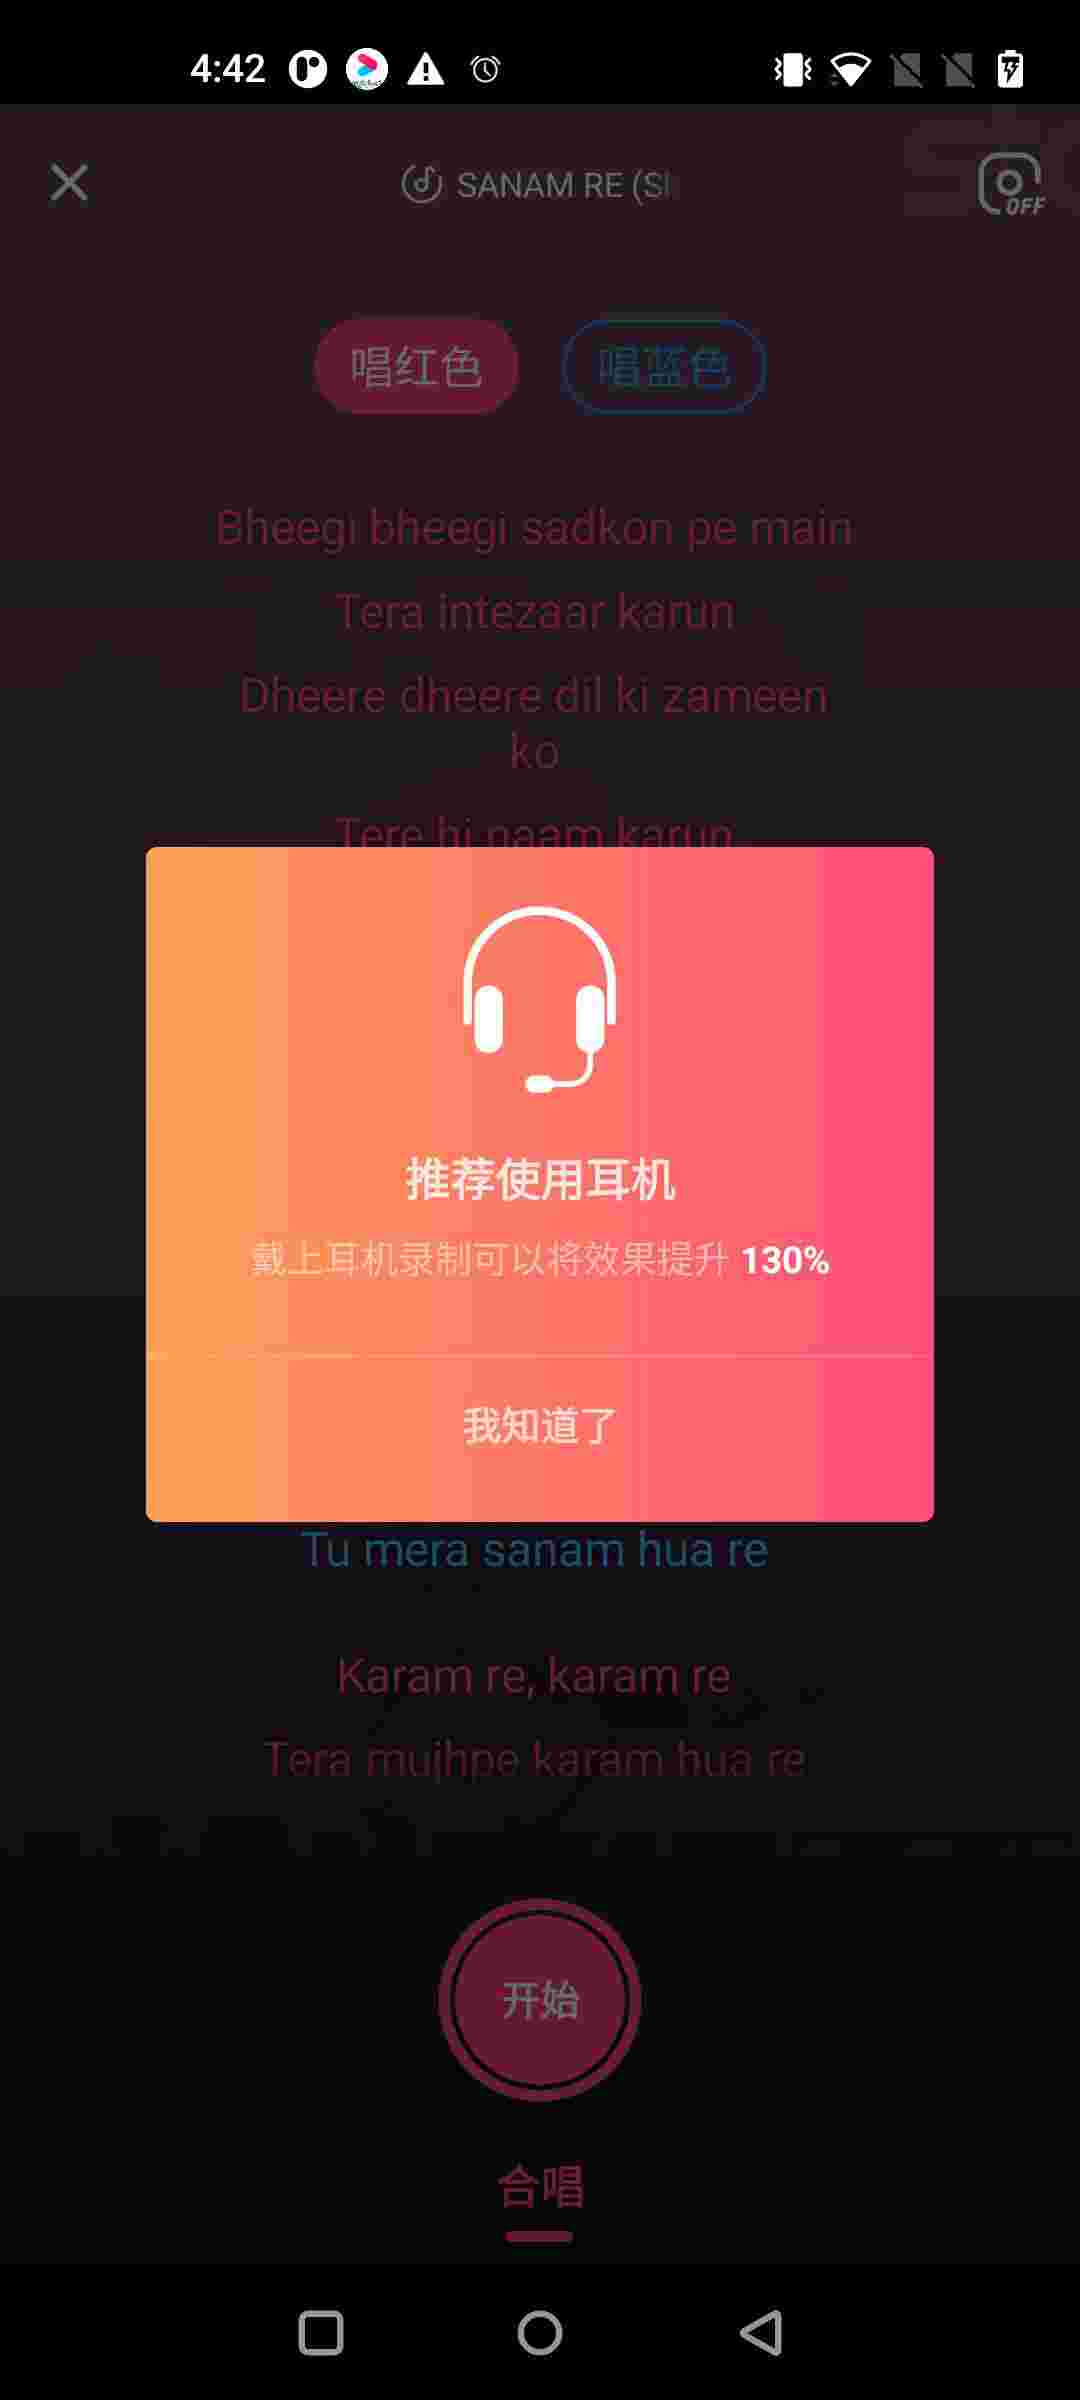 4:42
SANAM RE (S
OFF
唱红色 唱蓝色
Bheegi bheegi sadkon pe main
Tera intezaar karun
Dheere dheere dil ki zameen
ko
Tere hi naam karun
推荐使用耳机
戴上耳机录制可以将效果提升 130%
我知道了
Tu mera sanam hua re
Karam re, karam re
Tera mujhpe karam hua re
开始
合唱